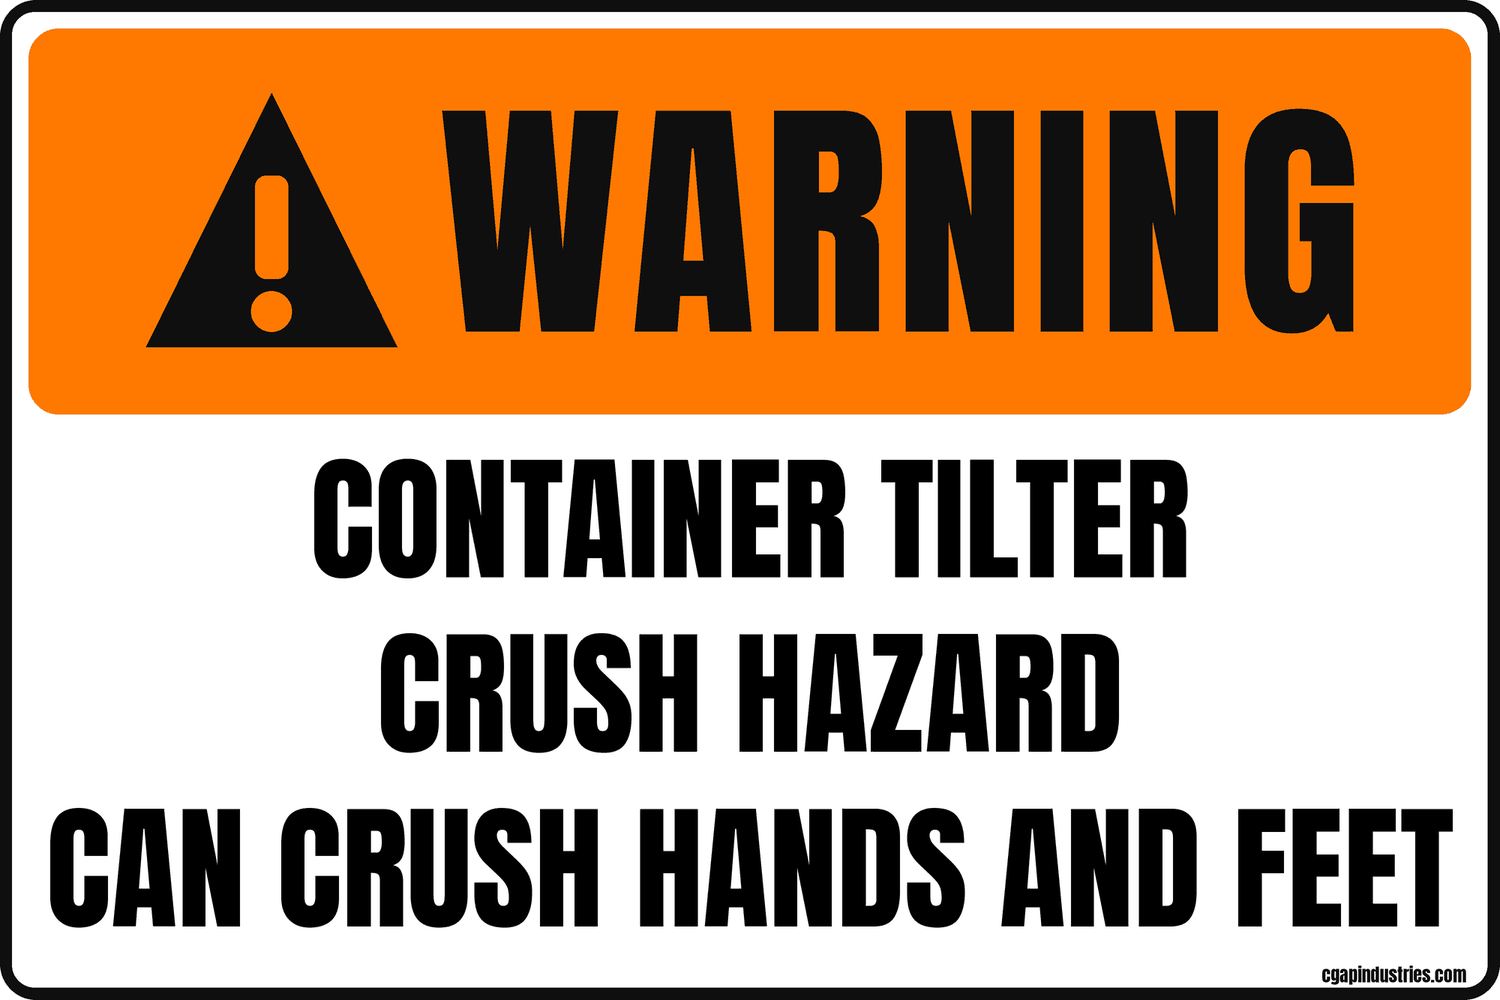 WARNING
CONTAINER TILTER
CRUSH HAZARD
CAN CRUSH HANDS AND FEET
cgapindustries.com